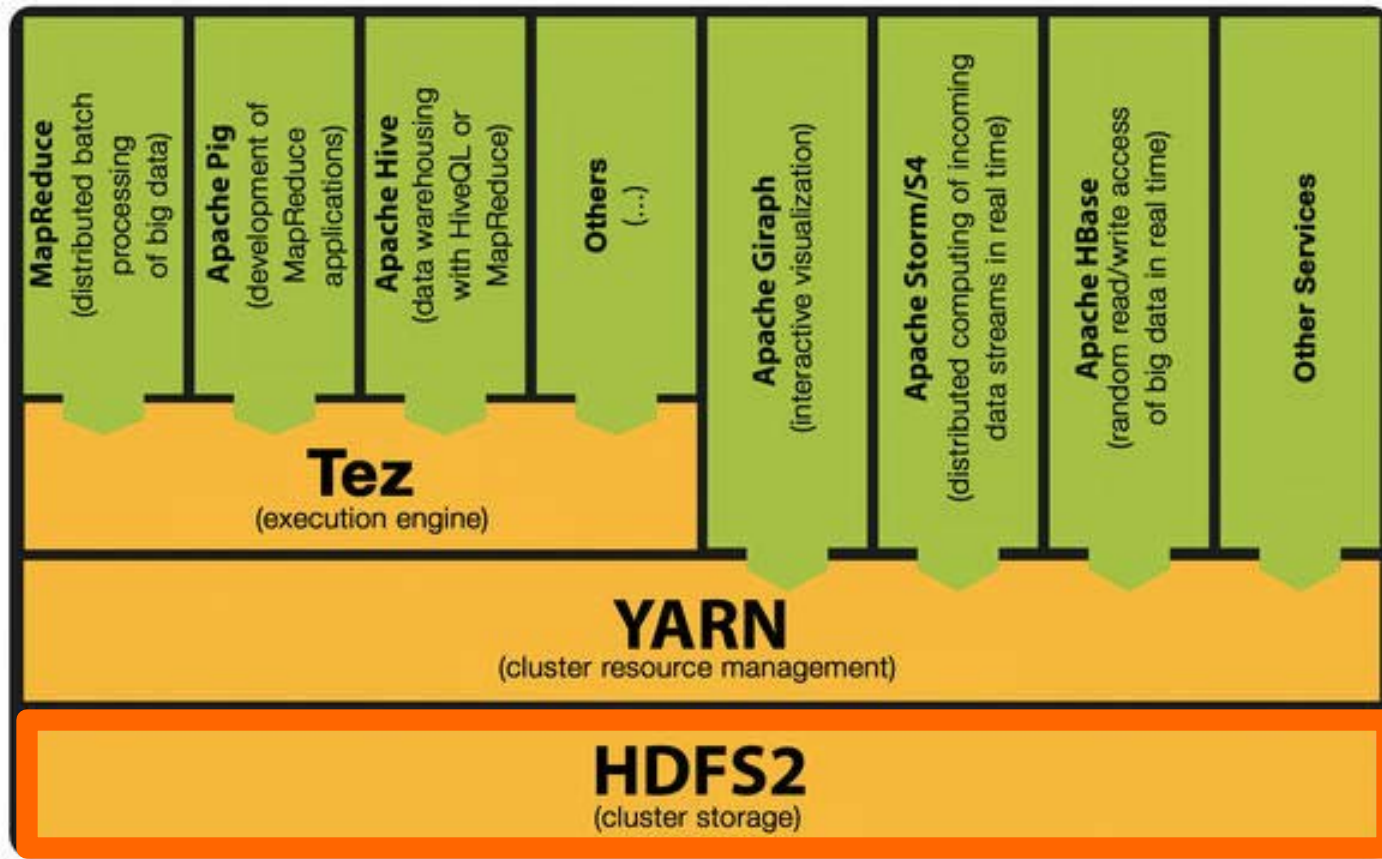 MapReduce
(distributed batch
processing
of big data)
Apache Pig
(development of
MapReduce
applications)
Apache Hive
(data warehousing
with HiveQL or
MapReduce)
Others
(...)
Apache Giraph
(interactive visualization)
Apache Storm/S4
(distributed computing of incoming
data streams in real time)
Apache HBase
(random read/write access
of big data in real time)
Other Services
Tez
(execution engine)
YARN
(cluster resource management)
HDFS2
(cluster storage)